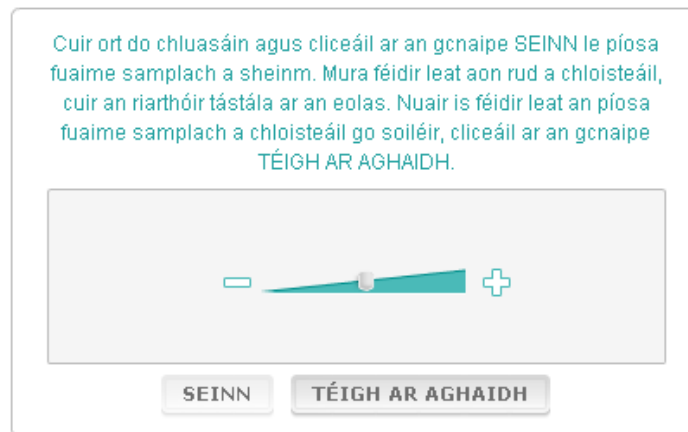 Cuir ort do chluasáin agus cliceáil ar an gcnaipe SEINN le píosa
fuaime samplach a sheinm. Mura féidir leat aon rud a chloisteáil,
cuir an riarthóir tástála ar an eolas. Nuair is féidir leat an píosa
fuaime samplach a chloisteáil go soiléir, cliceáil ar an gcnaipe
TÉIGH AR AGHAIDH.
SEINN
TÉIGH AR AGHAIDH